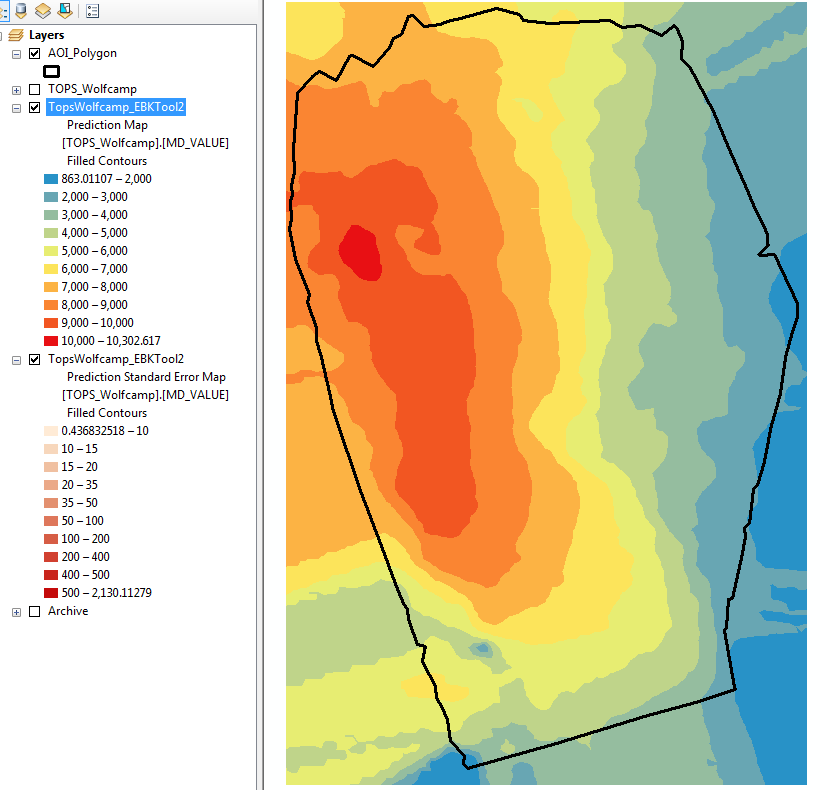 Layers
AOI_Polygon
TOPS_Wolfcamp
TopsWolfcamp_EBKTool2
Prediction Map
[TOPS_Wolfcamp].[MD_VALUE]
Filled Contours
863.01107 – 2,000
2,000 – 3,000
3,000 – 4,000
4,000 – 5,000
5,000 – 6,000
6,000 – 7,000
7,000 – 8,000
8,000 – 9,000
9,000 – 10,000
10,000 – 10,302.617
TopsWolfcamp_EBKTool2
Prediction Standard Error Map
[TOPS_Wolfcamp].[MD_VALUE]
Filled Contours
0.436832518 – 10
10 – 15
15 – 20
20 – 35
35 – 50
50 – 100
100 – 200
200 – 400
400 – 500
500 – 2,130.11279
Archive